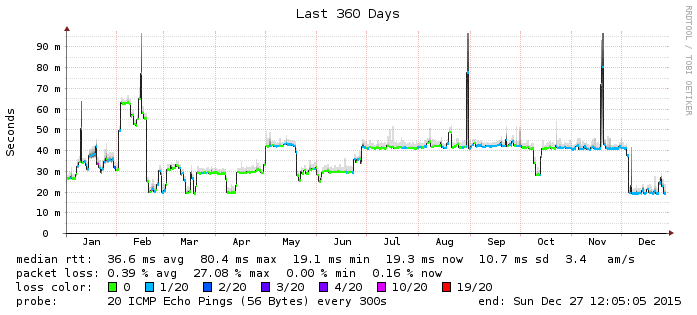 Last 360 Days
RRDTOOL / TOBI OETIKER
Seconds
90 m
80 m
70 m
60 m
50 m
40 m
30 m
20 m
10 m
0
Jan Feb Mar Apr May Jun Jul Aug Sep Oct Nov Dec
median rtt: 36.6 ms avg 80.4 ms max 19.1 ms min 19.3 ms now 10.7 ms sd 3.4 am/s
packet loss: 0.39 % avg 27.08 % max 0.00 % min 0.16 % now
loss color: 0 1/20 2/20 3/20 4/20 10/20 19/20
probe: 20 ICMP Echo Pings (56 Bytes) every 300s end: Sun Dec 27 12:05:05 2015